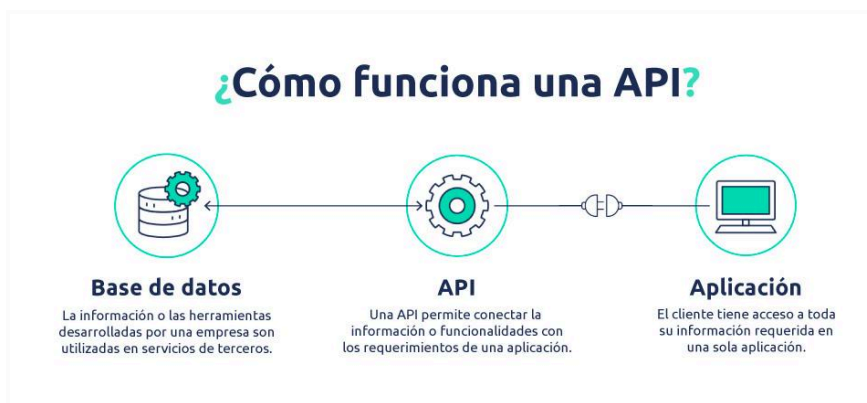 ¿Cómo funciona una API?
Base de datos
La información o las herramientas
desarrolladas por una empresa son
utilizadas en servicios de terceros.
API
Una API permite conectar la
información o funcionalidades con
los requerimientos de una aplicación.
Aplicación
El cliente tiene acceso a toda
su información requerida en
una sola aplicación.